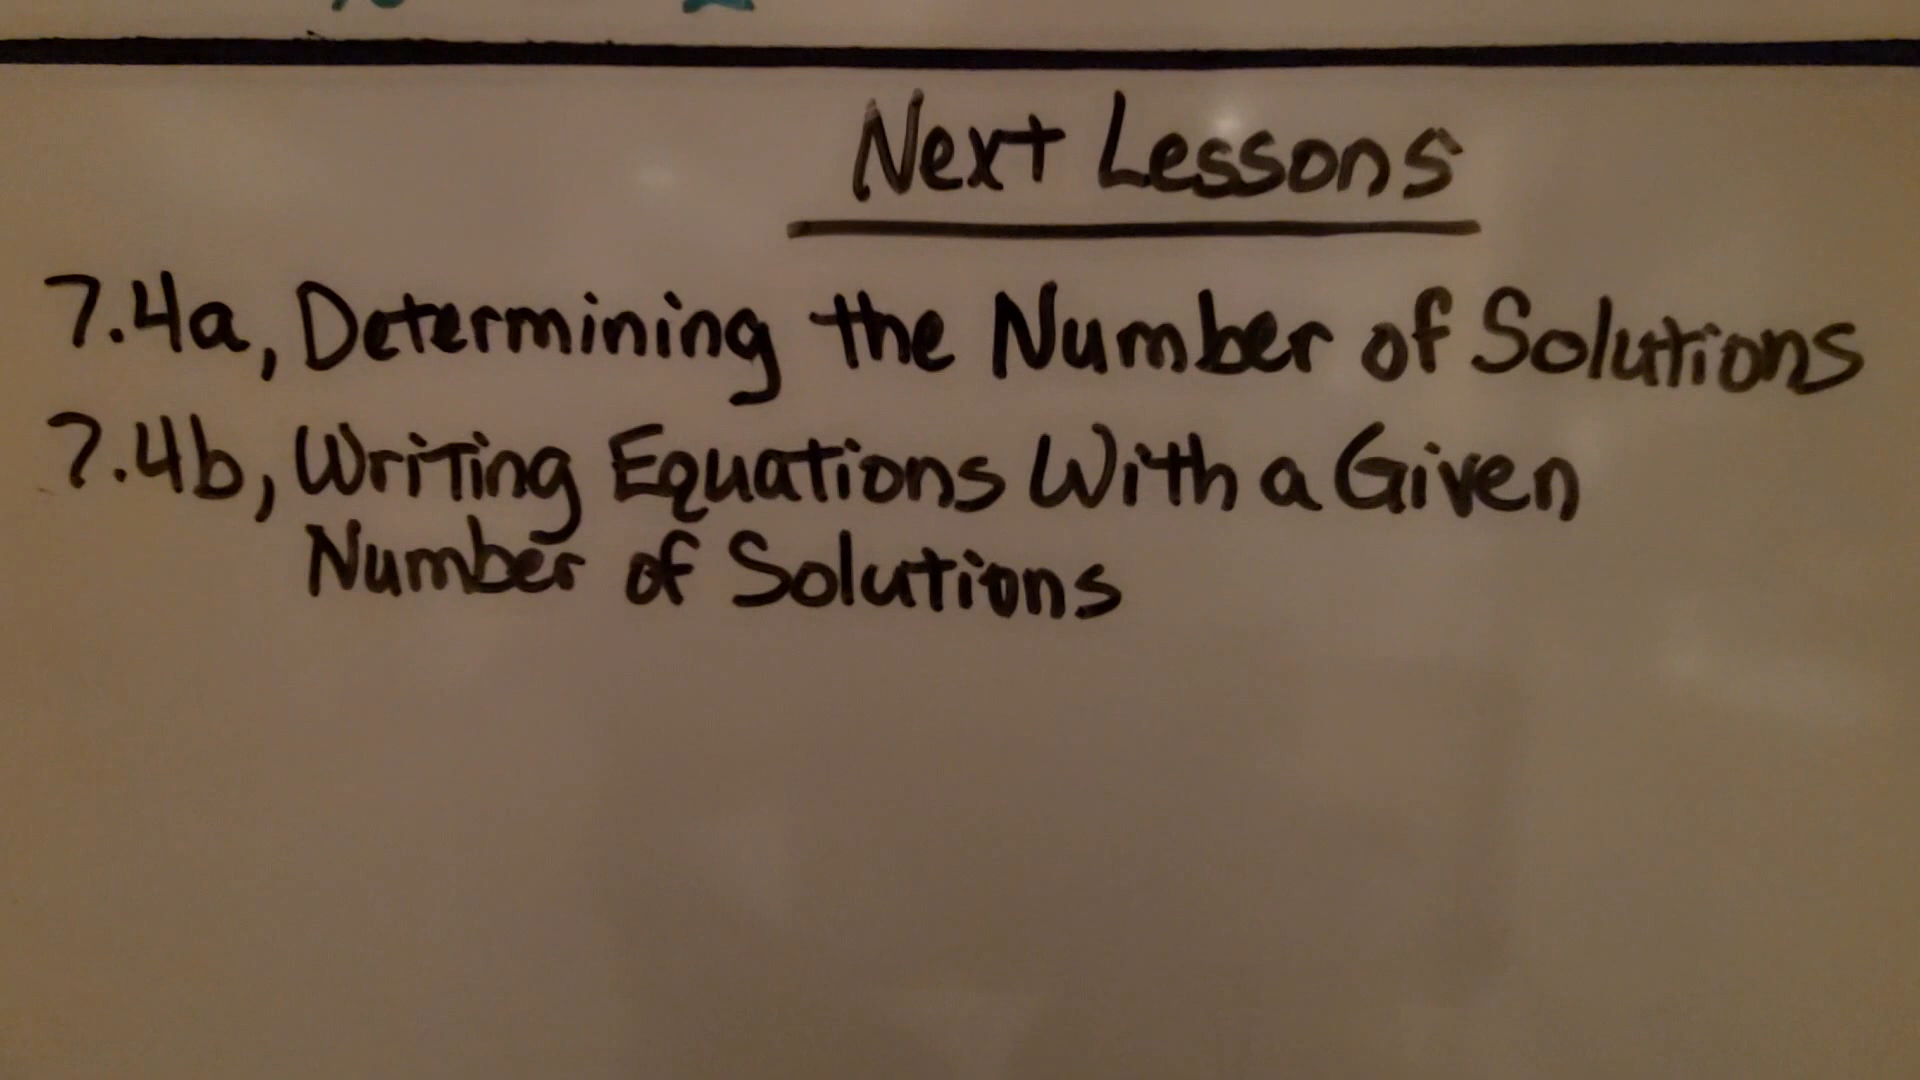 Next Lessons
7.4a, Determining the Number of Solutions
7.4b, Writing Equations With a Given
Number of Solutions